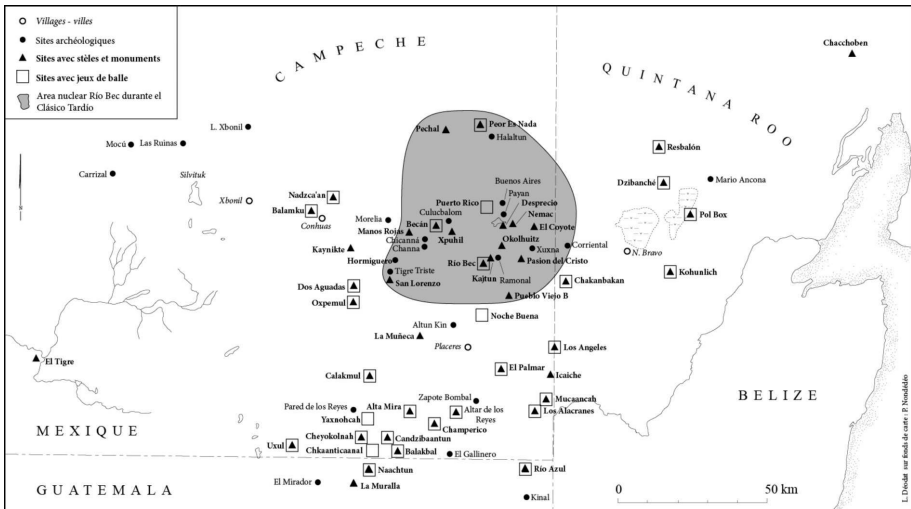 Villages - villes
Sites archéologiques
Sites avec stèles et monuments
Sites avec jeux de balle
Area nuclear Río Bec durante el
Clásico Tardío
CAMPECHE
QUINTANA ROO
Chacchoben
L. Xbonil
Mocú
Las Ruinas
Carrizal
Silvituk
Xbonil
Pechal
Peor Es Nada
Halaltun
Resbalón
Mario Ancona
Dzibanché
Pol Box
N. Bravo
Kohunlich
Nadzca'an
Balamku
Conhuas
Morelia
Manos Rojas
Kaynikte
Becán
Culucbalom
Chicanná
Channa
Xpuhil
Hormiguero
Tigre Triste
San Lorenzo
Puerto Rico
Buenos Aires
Payan
Desprecio
Nemac
El Coyote
Okolhuitz
Xuxna
Corriental
Río Bec
Kajtun
Ramonal
Pasion del Cristo
Pueblo Viejo B
Chakanbakan
Dos Aguadas
Oxpemul
Noche Buena
Altun Kin
La Muñeca
Placeres
Los Angeles
El Tigre
Calakmul
El Palmar
Icaiche
Pared de los Reyes
Yaxnohcah
Alta Mira
Zapote Bombal
Altar de los
Reyes
Champerico
Mucaancah
Los Alacranes
BELIZE
MEXIQUE
Uxul
Cheyokolnah
Candzibaantun
Chkaanticaanal
Balakbal
El Gallinero
GUATEMALA
El Mirador
Naachtun
La Muralla
Río Azul
Kinal
0 50 km
L. Déodat sur fonds de carte : P. Nondédéo